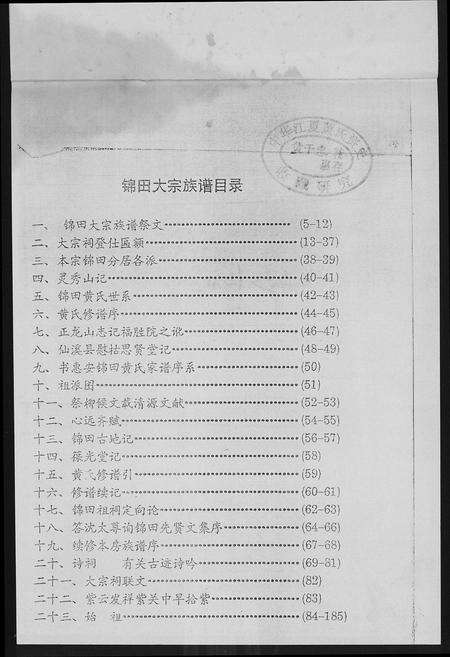 锦田大宗族谱目录
一、 锦田大宗族谱祭文………………(5-12)
二、大宗祠登仕匾额………………(13-37)
三、本宗锦田分居各派………………(38-39)
四、灵秀山记………………(40-41)
五、锦田黄氏世系………………(42-43)
六、黄氏修谱序………………(44-45)
七、正龙山志记福胜院之讹………………(46-47)
八、仙溪县慰祜思贤堂记………………(48-49)
九、书惠安锦田黄氏家谱序系………………(50)
十、祖派图………………(51)
十一、祭柳侯文载清源文献………………(52-53)
十二、心远斋赋………………(54-55)
十三、锦田古地记………………(56-57)
十四、葆光堂记………………(58)
十五、黄氏修谱引………………(59)
十六、修谱续记………………(60-61)
十七、锦田祖祠定向论………………(62-63)
十八、答沈大尊询锦田先贤文集序………………(64-66)
十九、续修本房族谱序………………(67-68)
二十、诗词 有关古迹诗吟………………(69-81)
二十一、大宗祠联文………………(82)
二十二、紫云发祥紫关中早拾紫………………(83)
二十三、始 祖………………(84-185)